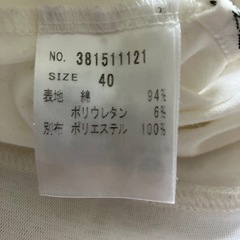 NO. 381511121
SIZE 40
表地 綿 94%
ポリウレタン 6%
別布 ポリエステル 100%